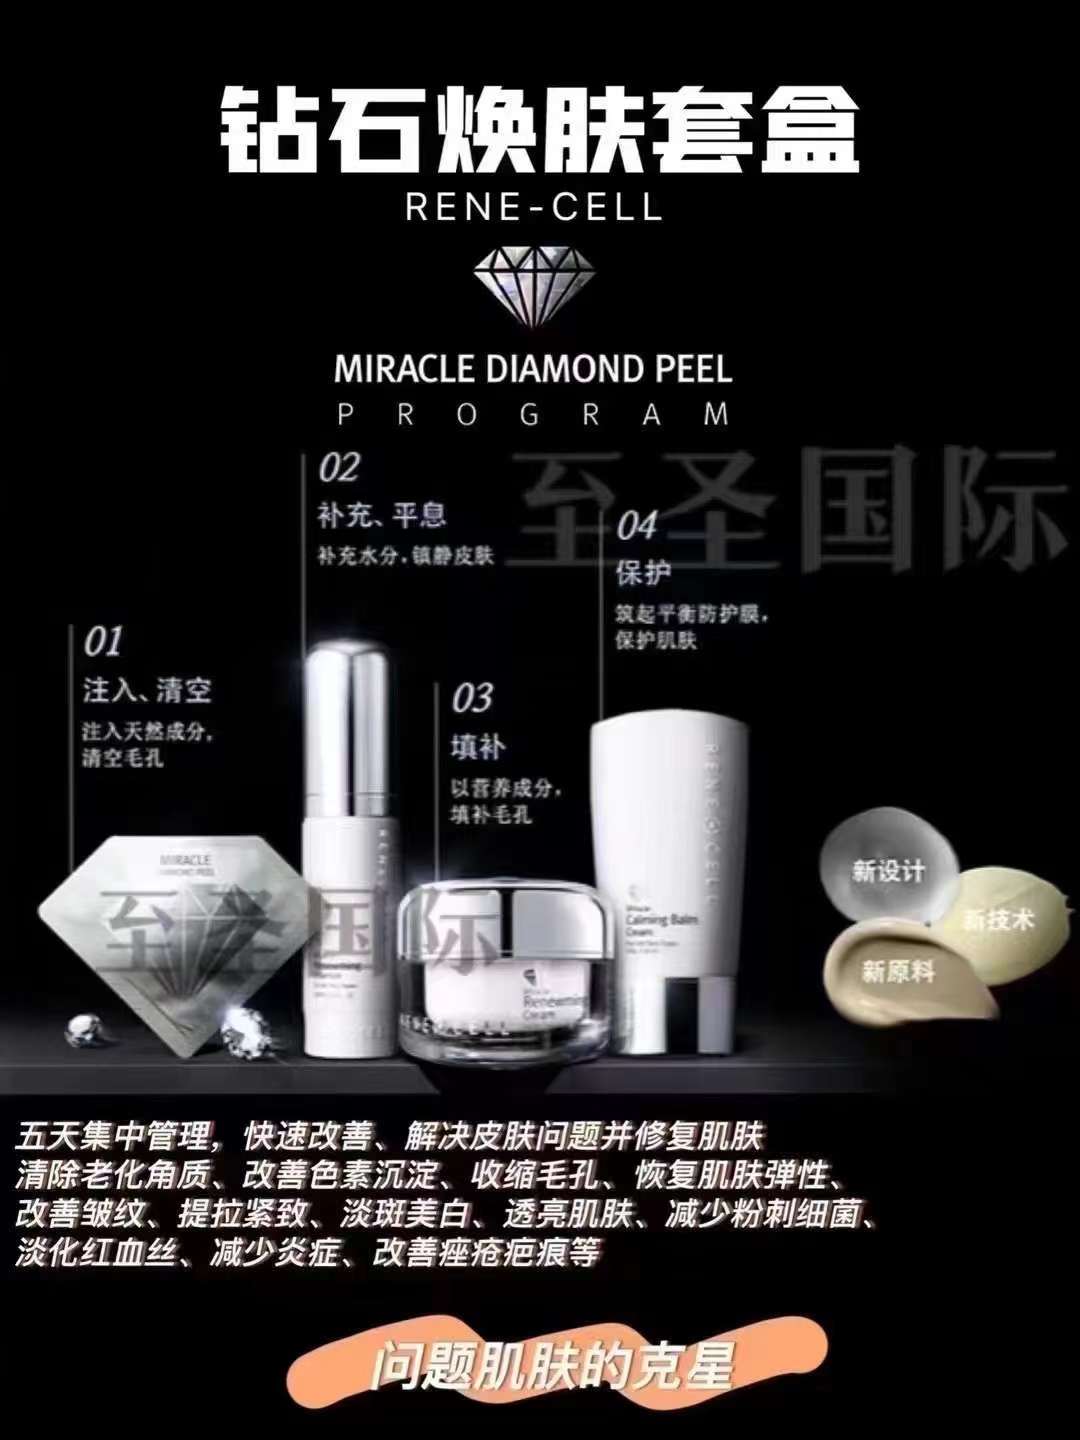 钻石焕肤套盒
RENE-CELL
MIRACLE DIAMOND PEEL
PROGRAM
至圣国际
02
补充、平息
补充水分，镇静皮肤
04
保护
筑起平衡防护膜，
保护肌肤
01
注入、清空
注入天然成分，
清空毛孔
03
填补
以营养成分，
填补毛孔
MIRACLE
DIAMOND PEEL
RENE CELL
Calming Balm
Cream
Renewming
Cream
RENE CELL
至圣国际
新设计
新技术
新原料
五天集中管理，快速改善、解决皮肤问题并修复肌肤
清除老化角质、改善色素沉淀、收缩毛孔、恢复肌肤弹性、
改善皱纹、提拉紧致、淡斑美白、透亮肌肤、减少粉刺细菌、
淡化红血丝、减少炎症、改善痤疮疤痕等
问题肌肤的克星